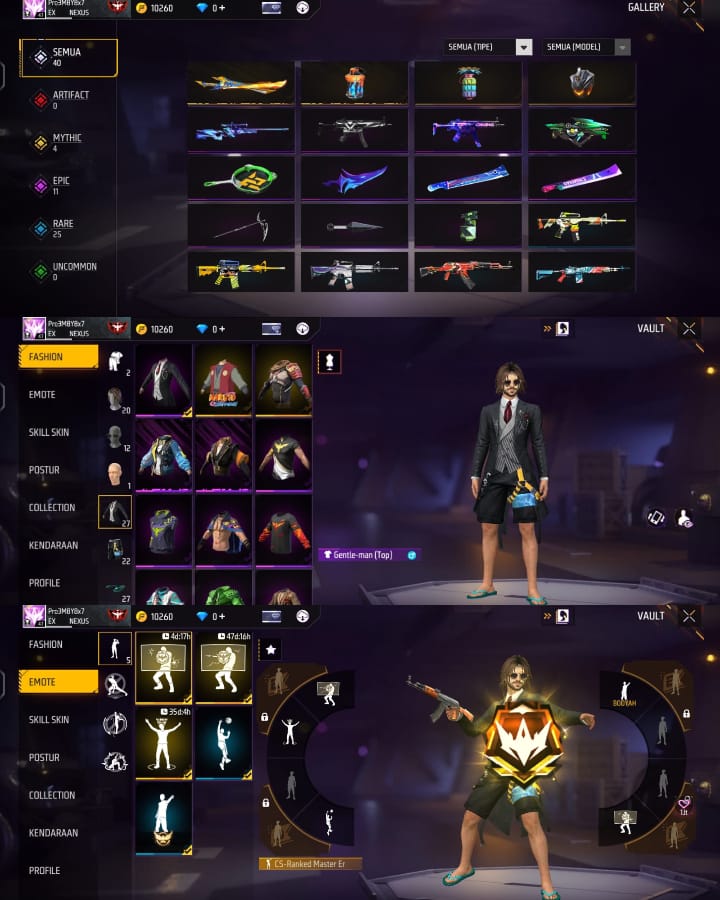 Pro3MBY8x7
EX NEXUS
10260
0 +
GALLERY
SEMUA
40
SEMUA (TIPE)
SEMUA (MODEL)
ARTIFACT
0
MYTHIC
4
EPIC
11
RARE
25
UNCOMMON
0
Pro3MBY8x7
EX NEXUS
10260
0 +
VAULT
FASHION
2
EMOTE
20
SKILL SKIN
12
POSTUR
1
COLLECTION
27
KENDARAAN
22
PROFILE
27
NARUTO
Gentle-man (Top)
Pro3MBY8x7
EX NEXUS
10260
0 +
VAULT
FASHION
5
EMOTE
SKILL SKIN
POSTUR
COLLECTION
KENDARAAN
PROFILE
4d:17h
47d:16h
35d:4h
BOOYAH
CS-Ranked Master Er